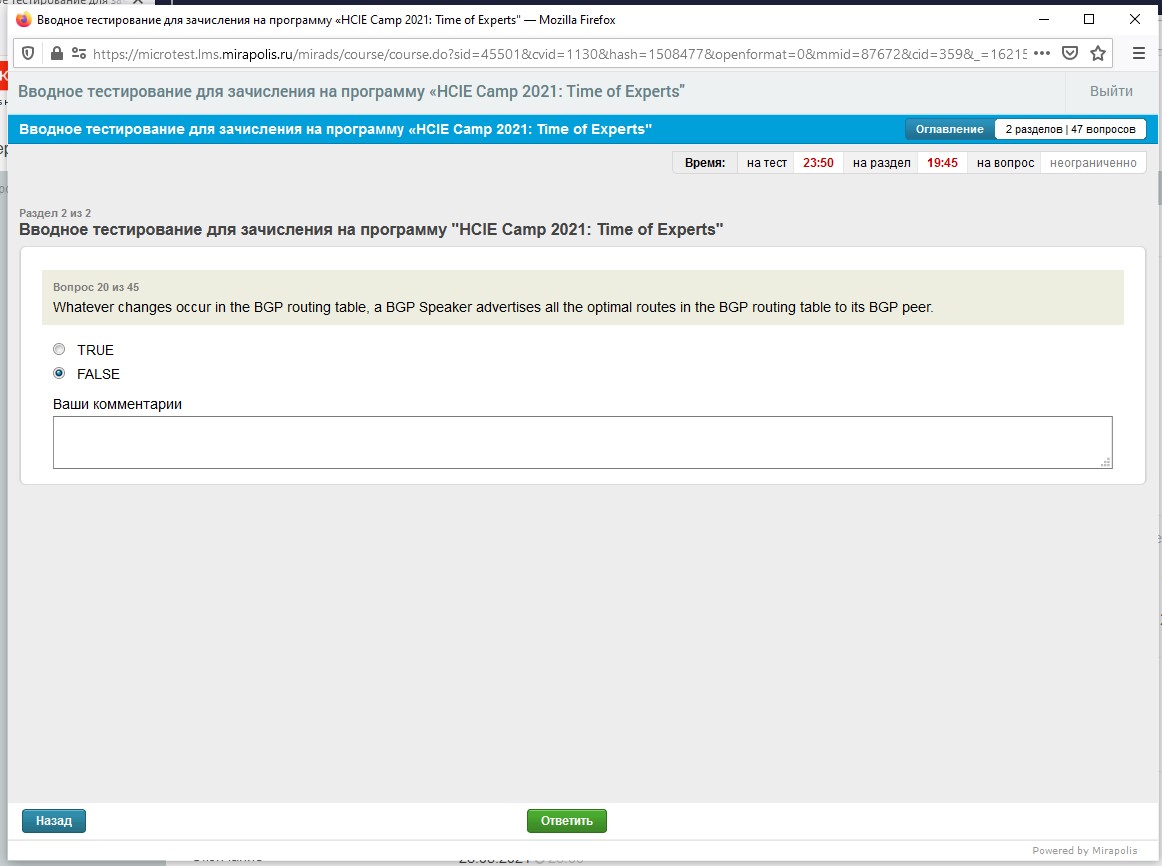 Вводное тестирование для зачисления на программу «HCIE Camp 2021: Time of Experts" — Mozilla Firefox
https://microtest.lms.mirapolis.ru/mirads/course/course.do?sid=45501&cvid=1130&hash=1508477&openformat=0&mmid=87672&cid=359&_=16215
Вводное тестирование для зачисления на программу «HCIE Camp 2021: Time of Experts"
Выйти
Вводное тестирование для зачисления на программу «HCIE Camp 2021: Time of Experts"
Оглавление 2 разделов | 47 вопросов
Время: на тест 23:50 на раздел 19:45 на вопрос неограниченно
Раздел 2 из 2
Вводное тестирование для зачисления на программу "HCIE Camp 2021: Time of Experts"
Вопрос 20 из 45
Whatever changes occur in the BGP routing table, a BGP Speaker advertises all the optimal routes in the BGP routing table to its BGP peer.
TRUE
FALSE
Ваши комментарии
Назад
Ответить
Powered by Mirapolis